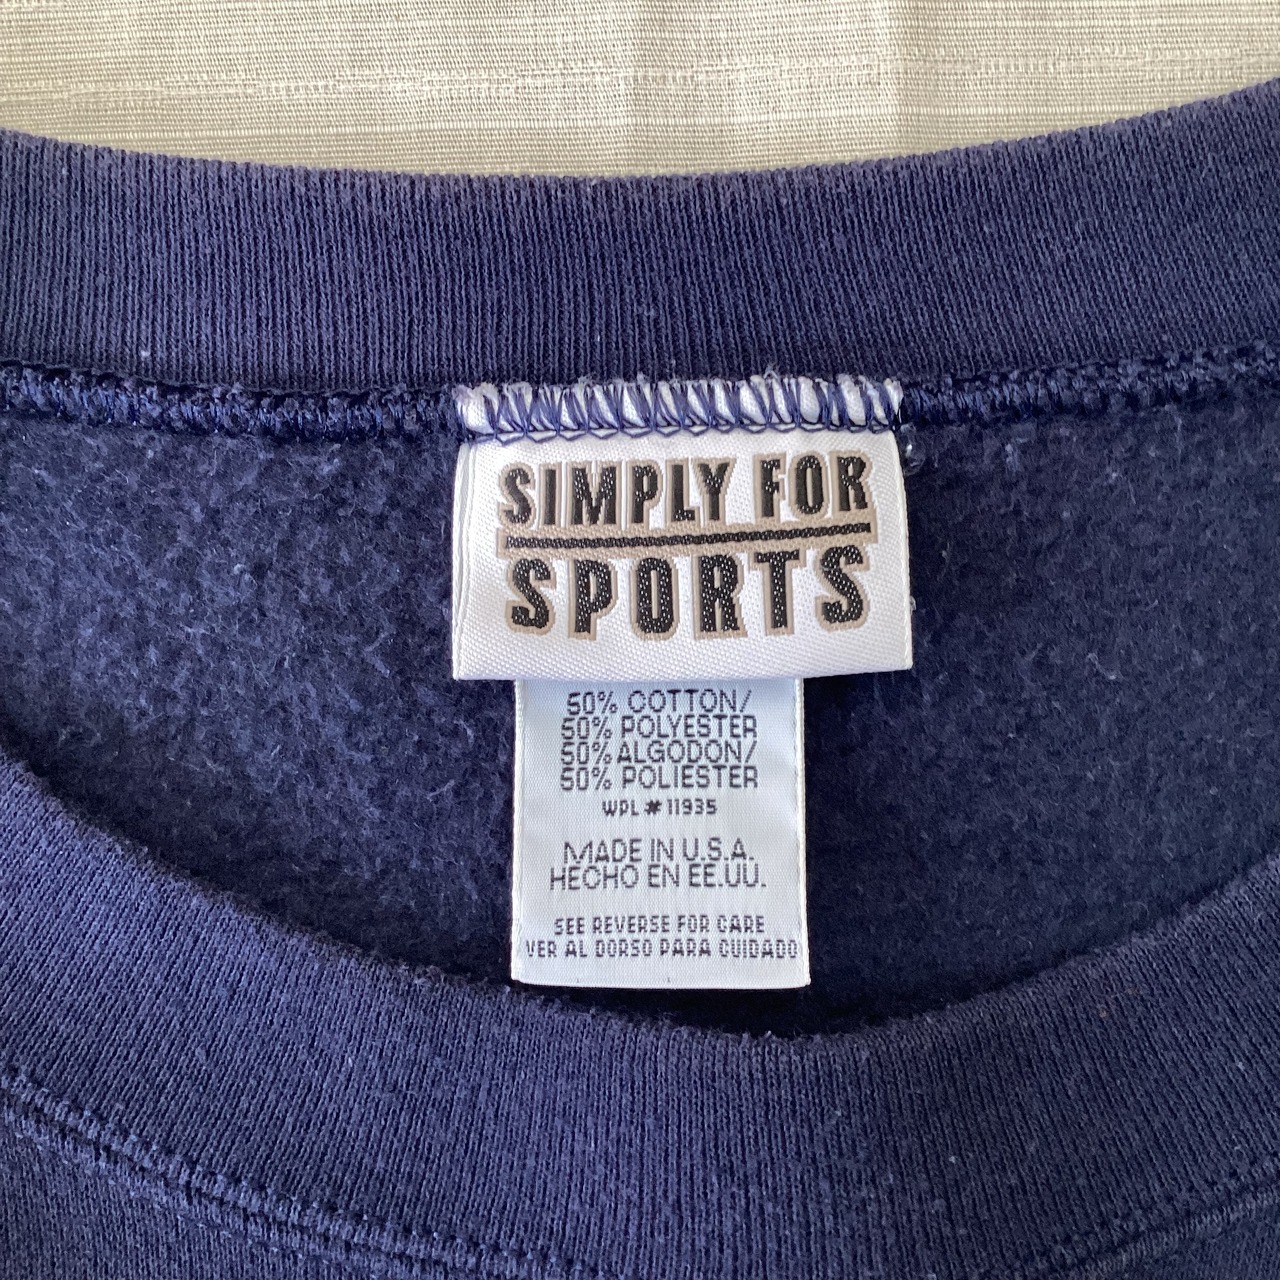 SIMPLY FOR
SPORTS
50% COTTON/
50% POLYESTER
50% ALGODON/
50% POLIESTER
WPL # 11935
MADE IN U.S.A.
HECHO EN EE.UU.
SEE REVERSE FOR CARE
VER AL DORSO PARA CUIDADO